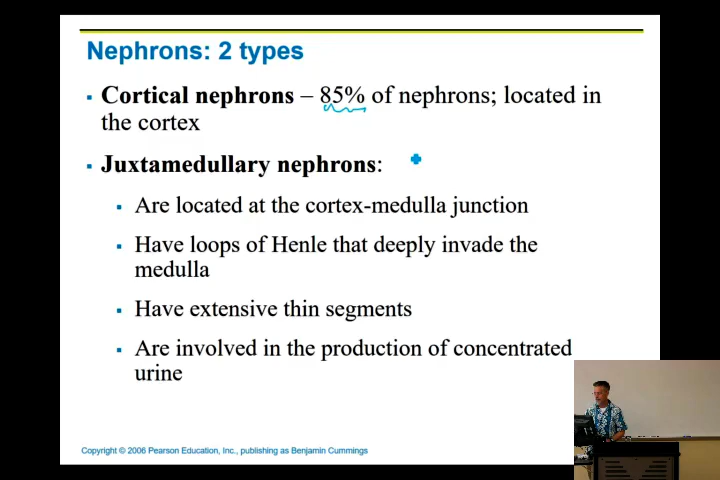 Nephrons: 2 types
▪ Cortical nephrons – 85% of nephrons; located in
the cortex
▪ Juxtamedullary nephrons:
▪ Are located at the cortex-medulla junction
▪ Have loops of Henle that deeply invade the
medulla
▪ Have extensive thin segments
▪ Are involved in the production of concentrated
urine
Copyright © 2006 Pearson Education, Inc., publishing as Benjamin Cummings